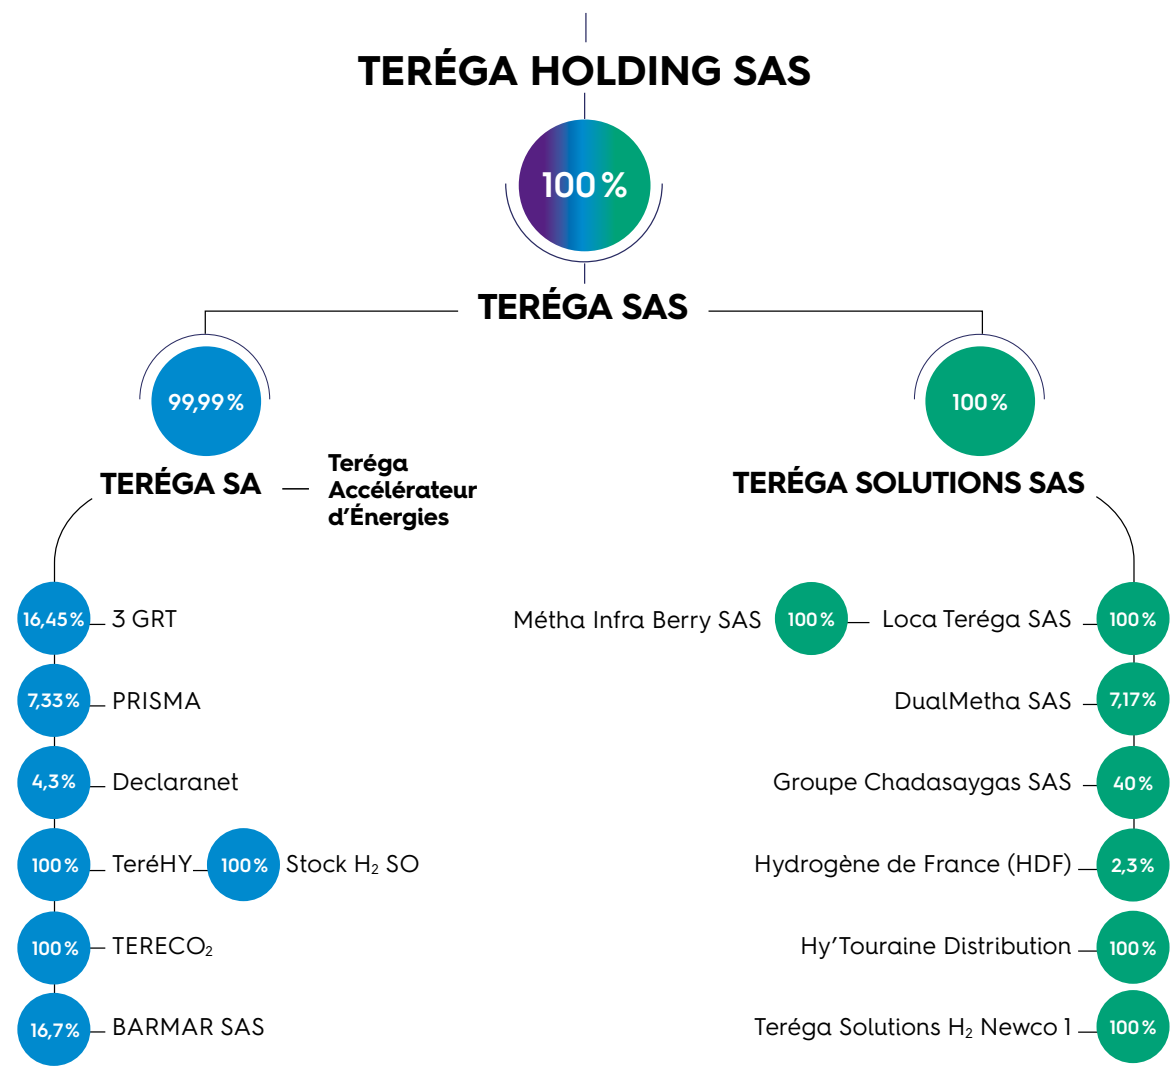 TERÉGA HOLDING SAS
100 %
TERÉGA SAS
99,99 %
100 %
TERÉGA SA
Teréga
Accélérateur
d’Énergies
TERÉGA SOLUTIONS SAS
16,45 % 3 GRT
7,33 % PRISMA
4,3 % Declaranet
100 % TeréHY 100 % Stock H₂ SO
100 % TERECO₂
16,7 % BARMAR SAS
Métha Infra Berry SAS 100 % Loca Teréga SAS 100 %
DualMetha SAS 7,17 %
Groupe Chadasaygas SAS 40 %
Hydrogène de France (HDF) 2,3 %
Hy’Touraine Distribution 100 %
Teréga Solutions H₂ Newco 1 100 %